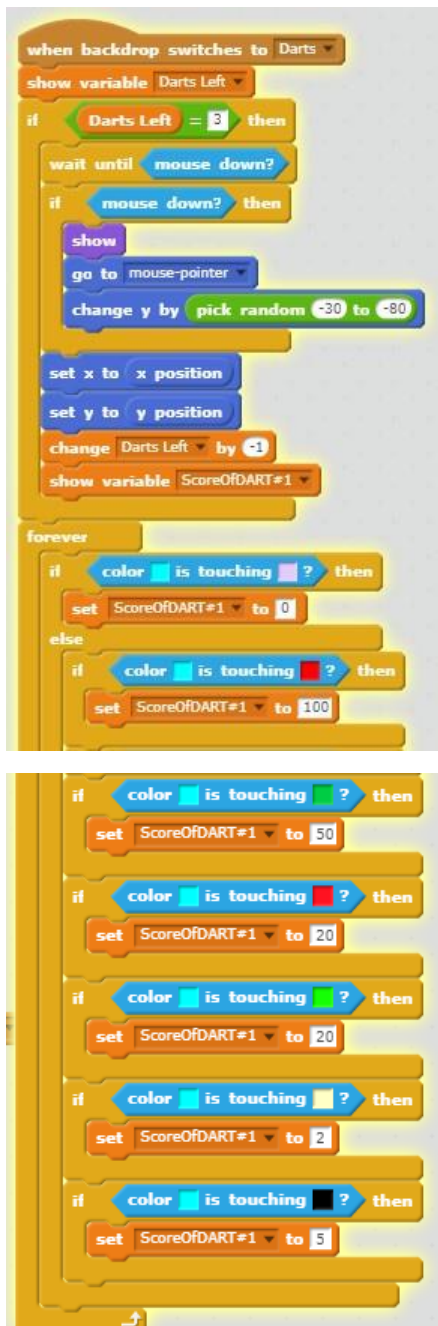 when backdrop switches to Darts
show variable Darts Left
if Darts Left = 3 then
wait until mouse down?
if mouse down? then
show
go to mouse-pointer
change y by pick random -30 to -80
set x to x position
set y to y position
change Darts Left by -1
show variable ScoreOfDART#1
forever
if color is touching ? then
set ScoreOfDART#1 to 0
else
if color is touching ? then
set ScoreOfDART#1 to 100
if color is touching ? then
set ScoreOfDART#1 to 50
if color is touching ? then
set ScoreOfDART#1 to 20
if color is touching ? then
set ScoreOfDART#1 to 20
if color is touching ? then
set ScoreOfDART#1 to 2
if color is touching ? then
set ScoreOfDART#1 to 5